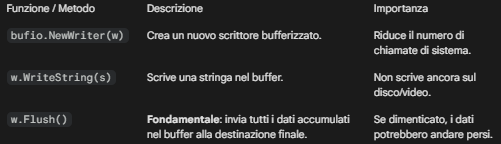 Funzione / Metodo Descrizione Importanza
bufio.NewWriter(w) Crea un nuovo scrittore bufferizzato. Riduce il numero di
chiamate di sistema.
w.WriteString(s) Scrive una stringa nel buffer. Non scrive ancora sul
disco/video.
w.Flush() Fondamentale: invia tutti i dati accumulati Se dimenticato, i dati
nel buffer alla destinazione finale. potrebbero andare persi.